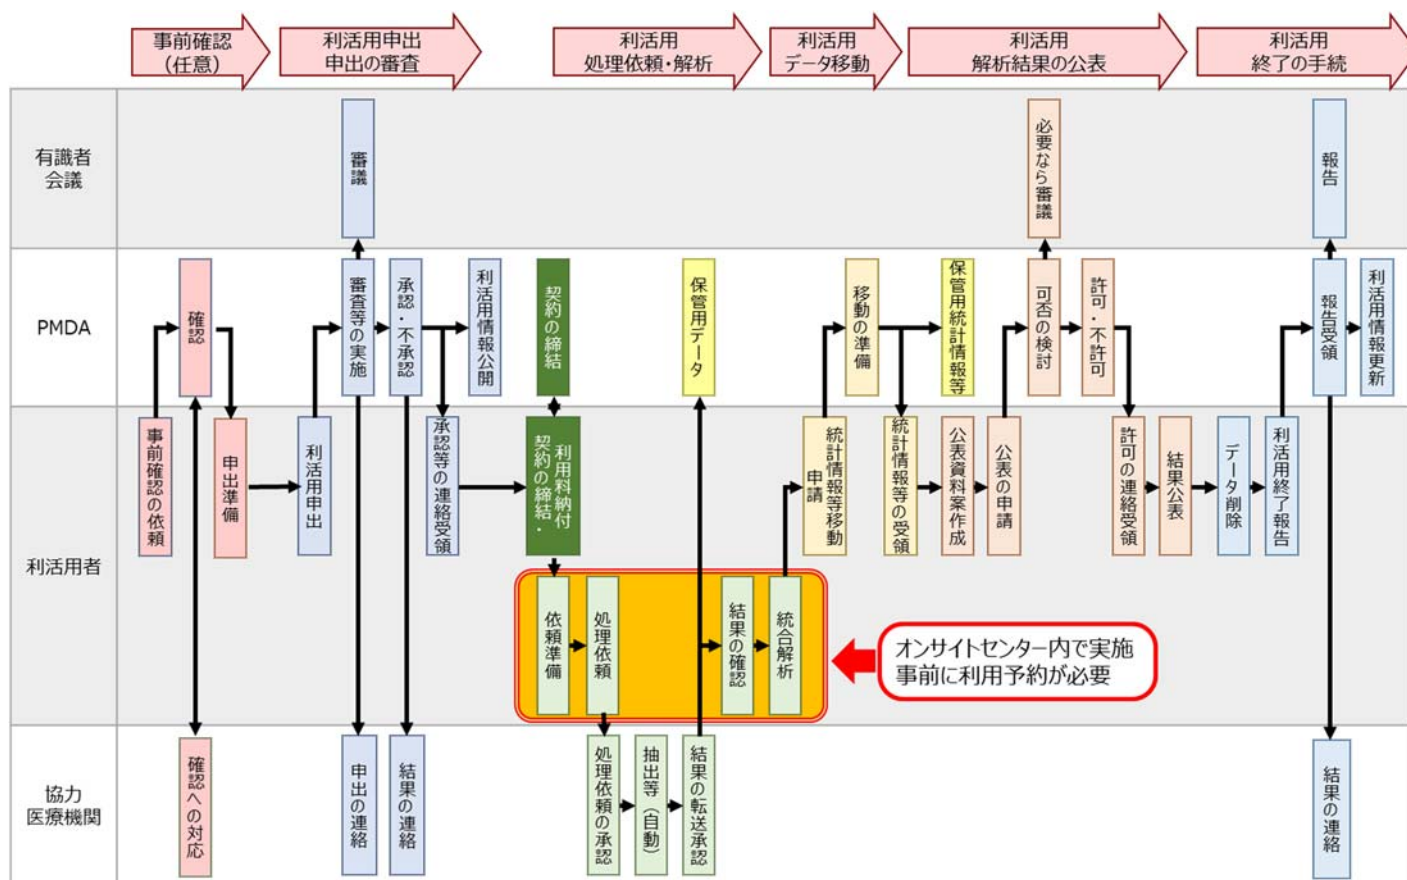 事前確認
（任意）
利活用申出
申出の審査
利活用
処理依頼・解析
利活用
データ移動
利活用
解析結果の公表
利活用
終了の手続
有識者
会議
審議
必要なら審議
報告
PMDA
確認
審査等の実施
承認・不承認
利活用情報公開
契約の締結
保管用データ
移動の準備
保管用統計情報等
可否の検討
許可・不許可
報告受領
利活用情報更新
利活用者
事前確認の依頼
申出準備
利活用申出
承認等の連絡受領
契約の締結・
利用料納付
統計情報等移動
申請
統計情報等の受領
公表資料案作成
公表の申請
許可の連絡受領
結果公表
データ削除
利活用終了報告
依頼準備
処理依頼
結果の確認
統合解析
オンサイトセンター内で実施
事前に利用予約が必要
協力
医療機関
確認への対応
申出の連絡
結果の連絡
処理依頼の承認
抽出等（自動）
結果の転送承認
結果の連絡